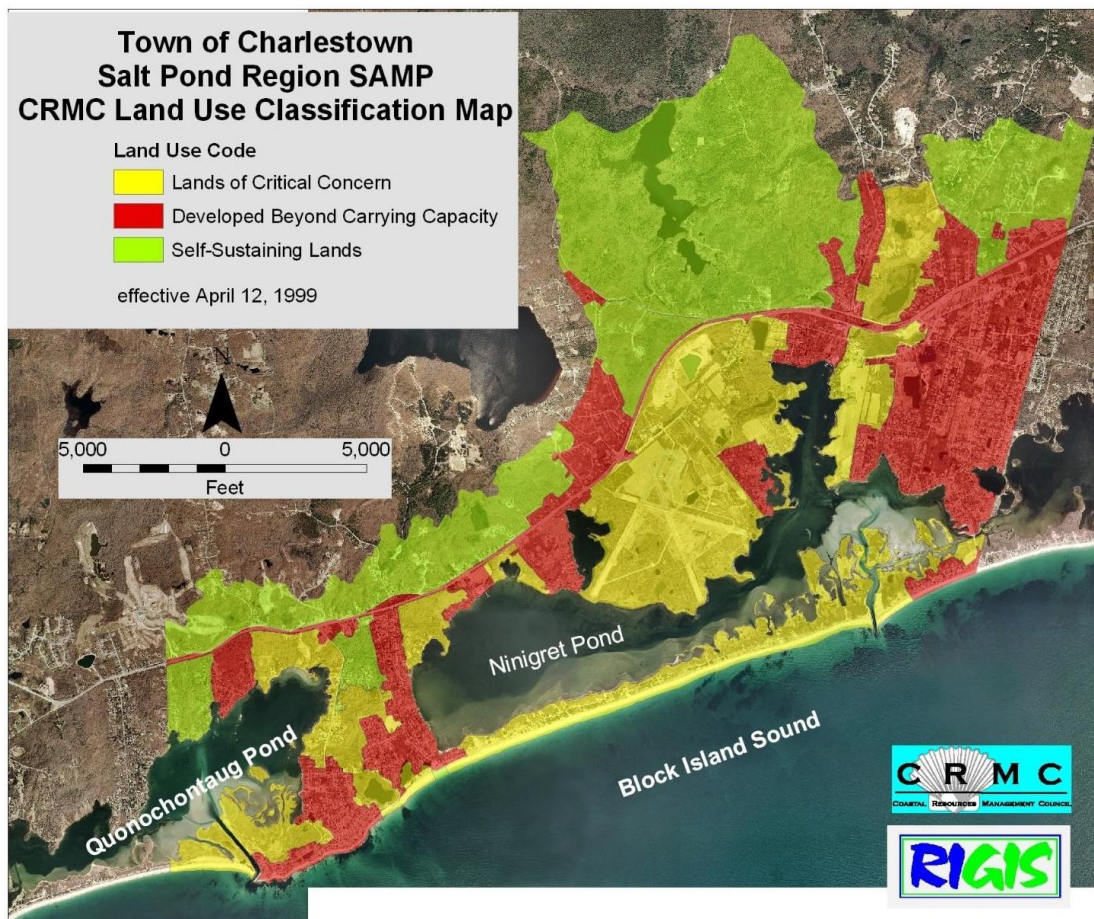 Town of Charlestown
Salt Pond Region SAMP
CRMC Land Use Classification Map
Land Use Code
Lands of Critical Concern
Developed Beyond Carrying Capacity
Self-Sustaining Lands
effective April 12, 1999
N
5,000 0 5,000
Feet
Ninigret Pond
Quonochontaug Pond
Block Island Sound
CRMC
COASTAL RESOURCES MANAGEMENT COUNCIL
RIGIS